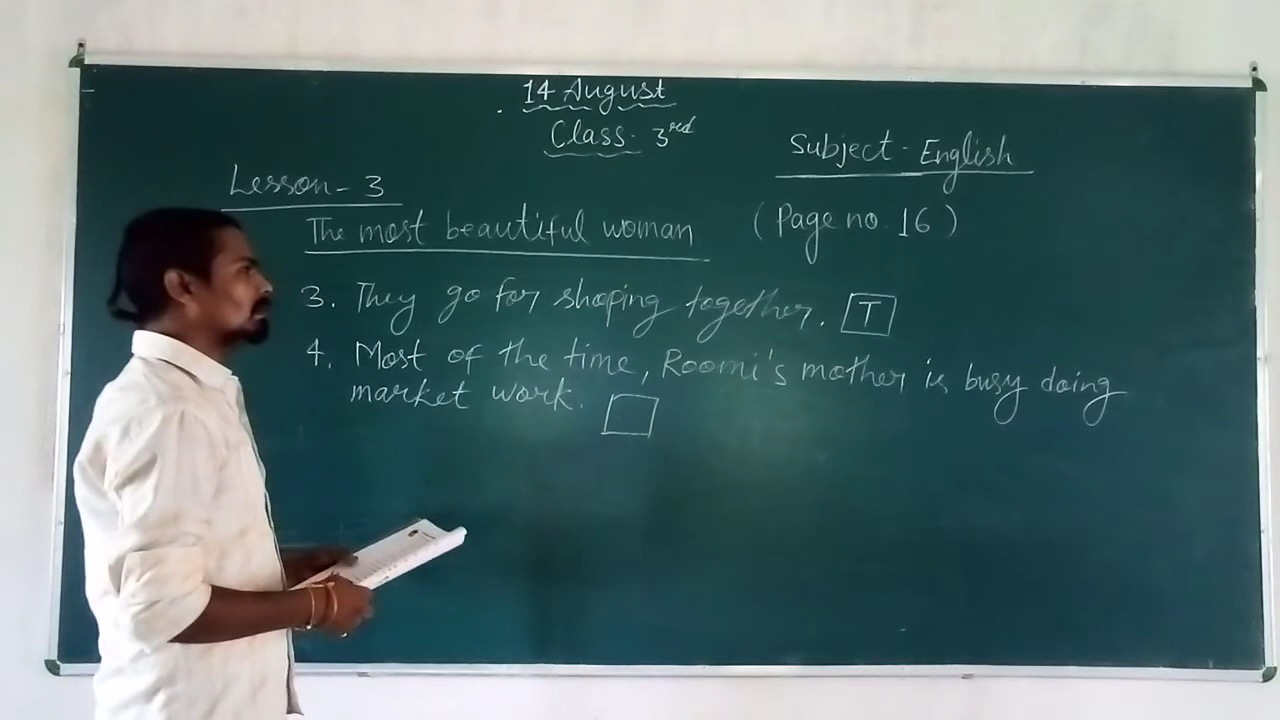 14 August
Class- 3red
Subject- English
Lesson-3
The most beautiful woman
(Page no. 16)
3. They go for shoping together. T
4. Most of the time, Roomi's mother is busy doing
market work.